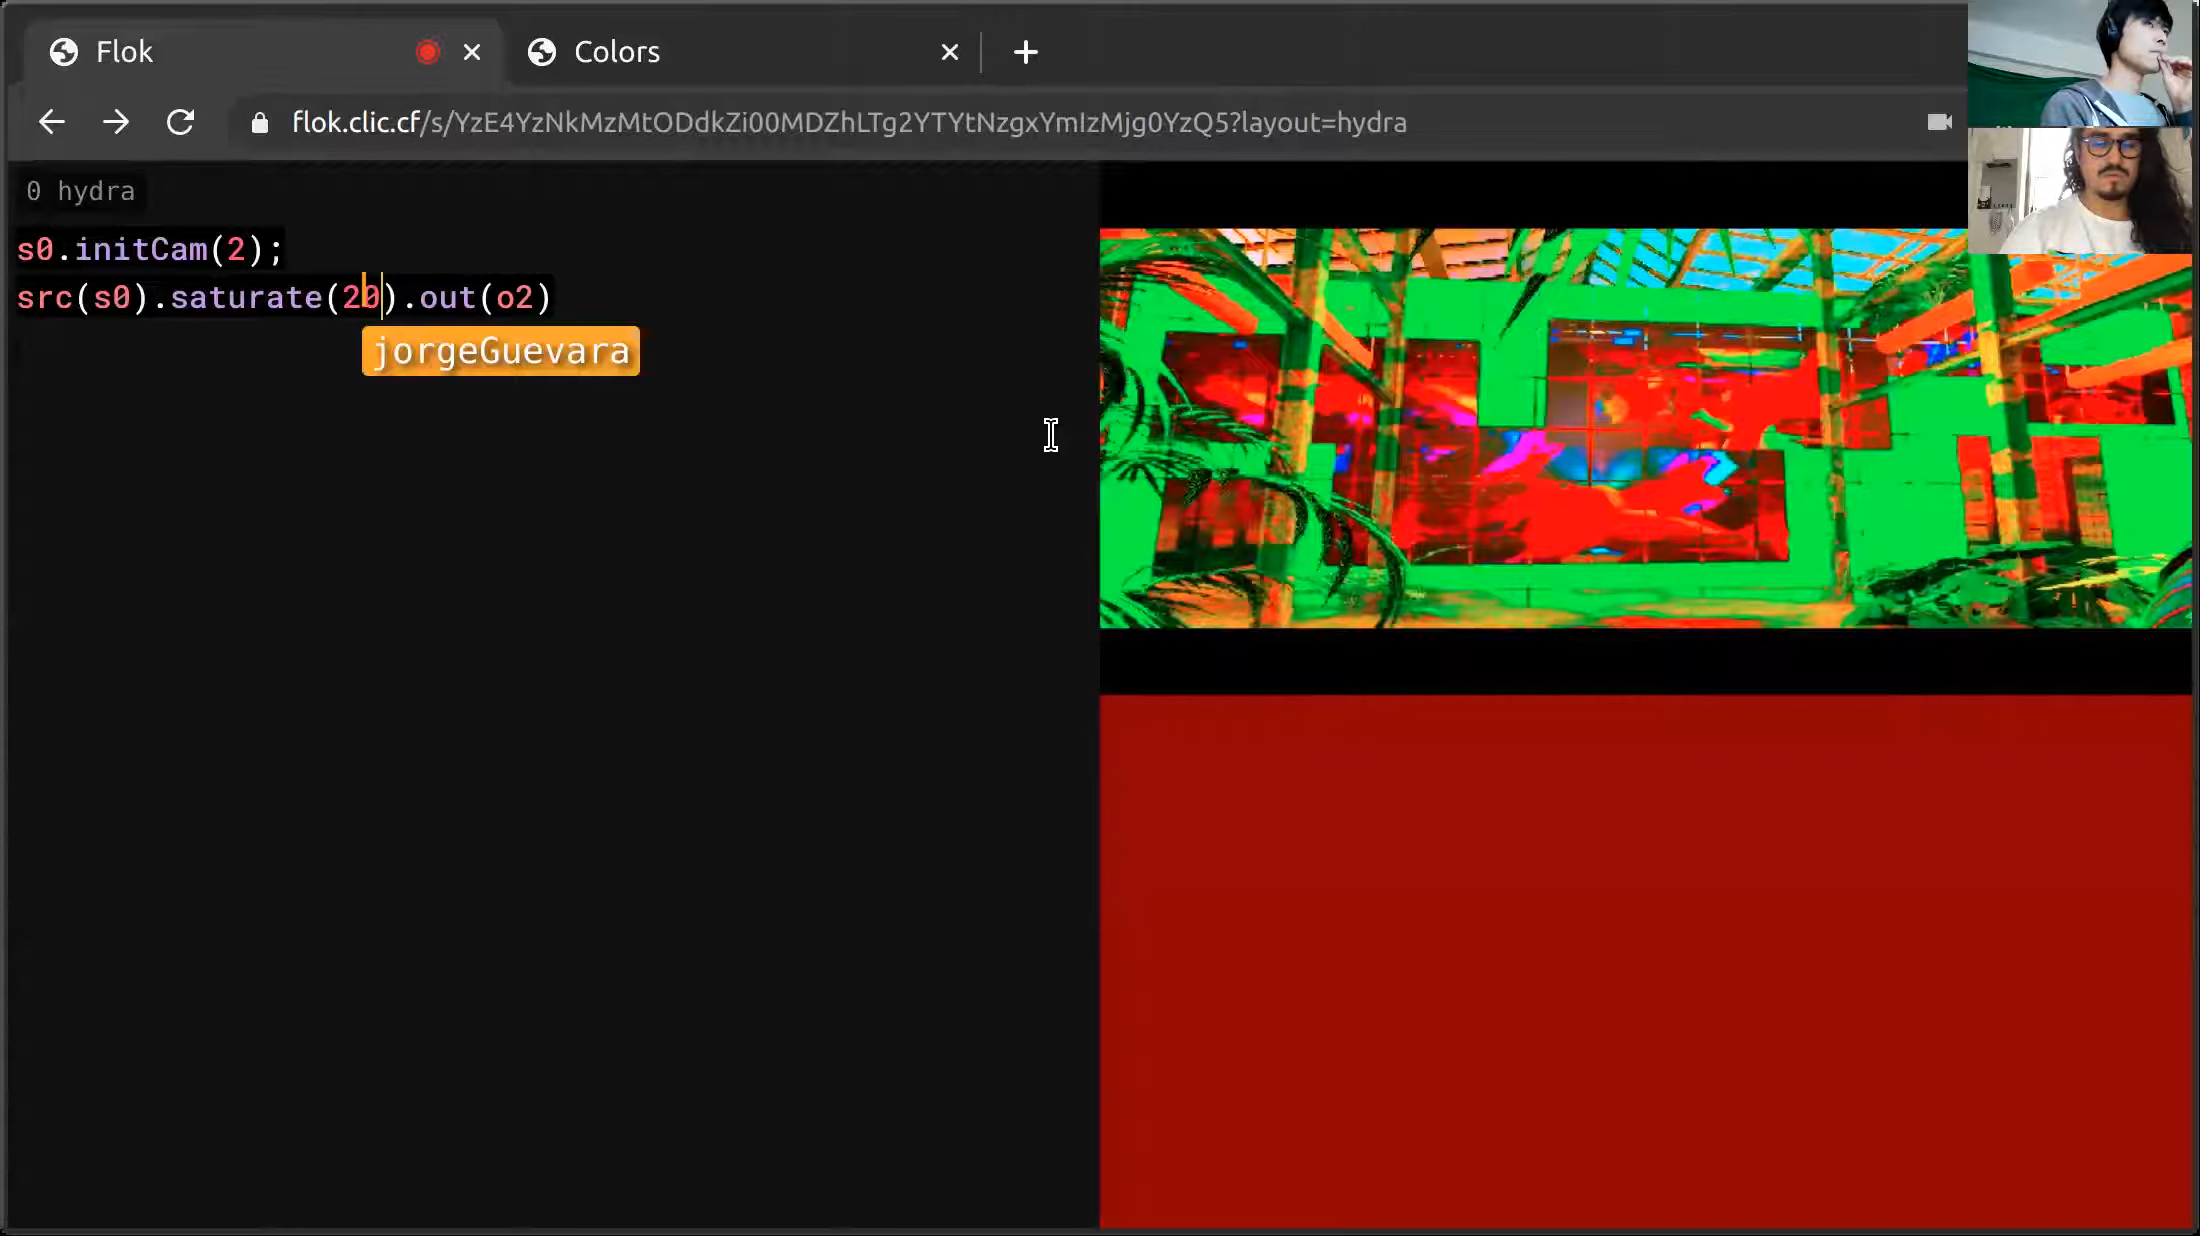 Flok
Colors
flok.clic.cf/s/YzE4YzNkMzMtODdkZi00MDZhLTg2YTYtNzgxYmIzMjg0YzQ5?layout=hydra
0 hydra
s0.initCam(2);
src(s0).saturate(20).out(o2)
jorgeGuevara